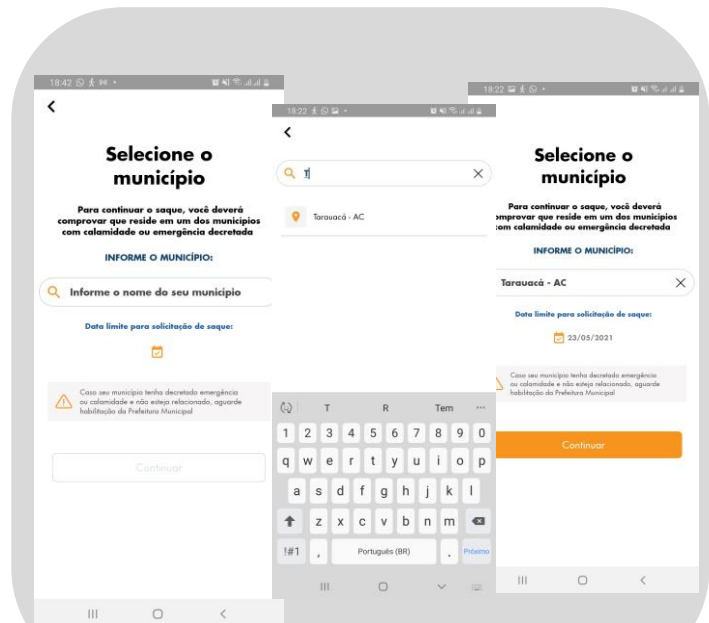 18:42
Selecione o
município
Para continuar o saque, você deverá
comprovar que reside em um dos municípios
com calamidade ou emergência decretada
INFORME O MUNICÍPIO:
Informe o nome do seu município
Data limite para solicitação de saque:
Caso seu município tenha decretado emergência
ou calamidade e não esteja relacionado, aguarde
habilitação da Prefeitura Municipal
Continuar
18:22
T
Tarauacá - AC
T R Tem ...
1 2 3 4 5 6 7 8 9 0
q w e r t y u i o p
a s d f g h j k l
z x c v b n m
!#1 , Português (BR) . Próximo
18:22
Selecione o
município
Para continuar o saque, você deverá
omprovar que reside em um dos municípios
com calamidade ou emergência decretada
INFORME O MUNICÍPIO:
Tarauacá - AC
Data limite para solicitação de saque:
23/05/2021
Caso seu município tenha decretado emergência
ou calamidade e não esteja relacionado, aguarde
habilitação da Prefeitura Municipal
Continuar